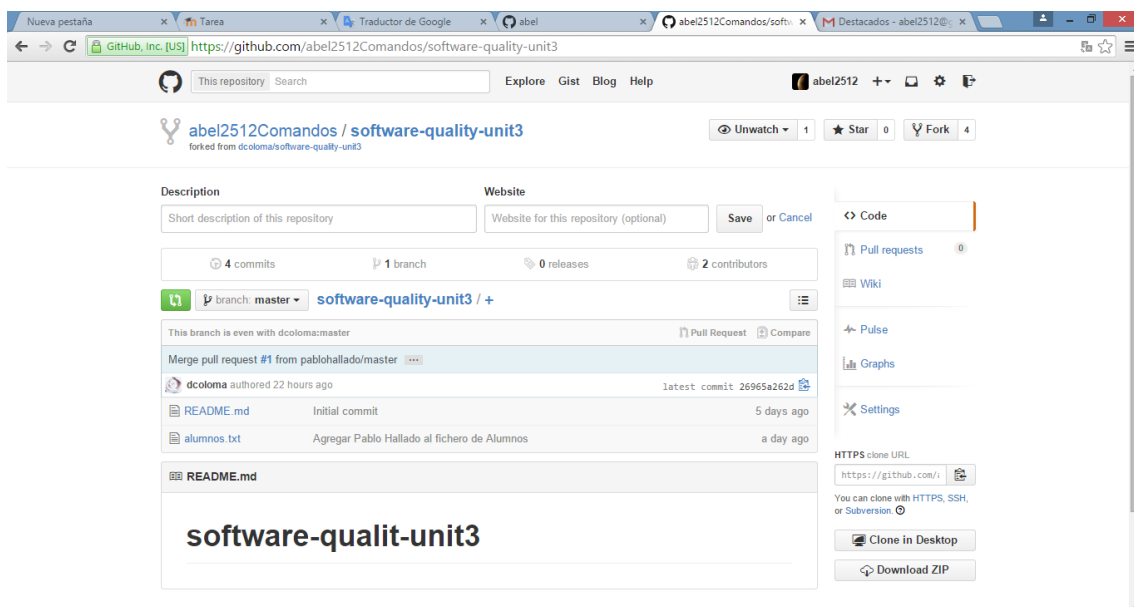 Nueva pestaña
Tarea
Traductor de Google
abel
abel2512Comandos/softw
Destacados - abel2512@g
GitHub, Inc. [US] https://github.com/abel2512Comandos/software-quality-unit3
This repository Search
Explore Gist Blog Help
abel2512
abel2512Comandos / software-quality-unit3
forked from dcoloma/software-quality-unit3
Unwatch 1
Star 0
Fork 4
Description
Website
Short description of this repository
Website for this repository (optional)
Save or Cancel
4 commits
1 branch
0 releases
2 contributors
branch: master
software-quality-unit3 / +
This branch is even with dcoloma:master
Pull Request
Compare
Merge pull request #1 from pablohallado/master ...
dcoloma authored 22 hours ago
latest commit 26965a262d
README.md Initial commit 5 days ago
alumnos.txt Agregar Pablo Hallado al fichero de Alumnos a day ago
README.md
software-qualit-unit3
Code
Pull requests 0
Wiki
Pulse
Graphs
Settings
HTTPS clone URL
https://github.com/a
You can clone with HTTPS, SSH,
or Subversion.
Clone in Desktop
Download ZIP